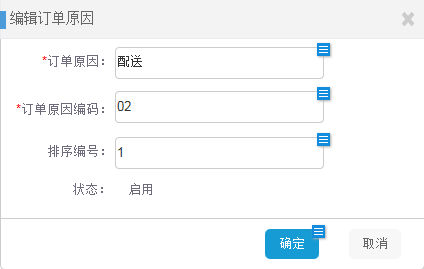 编辑订单原因
*订单原因： 配送
*订单原因编码： 02
排序编号： 1
状态： 启用
确定 取消